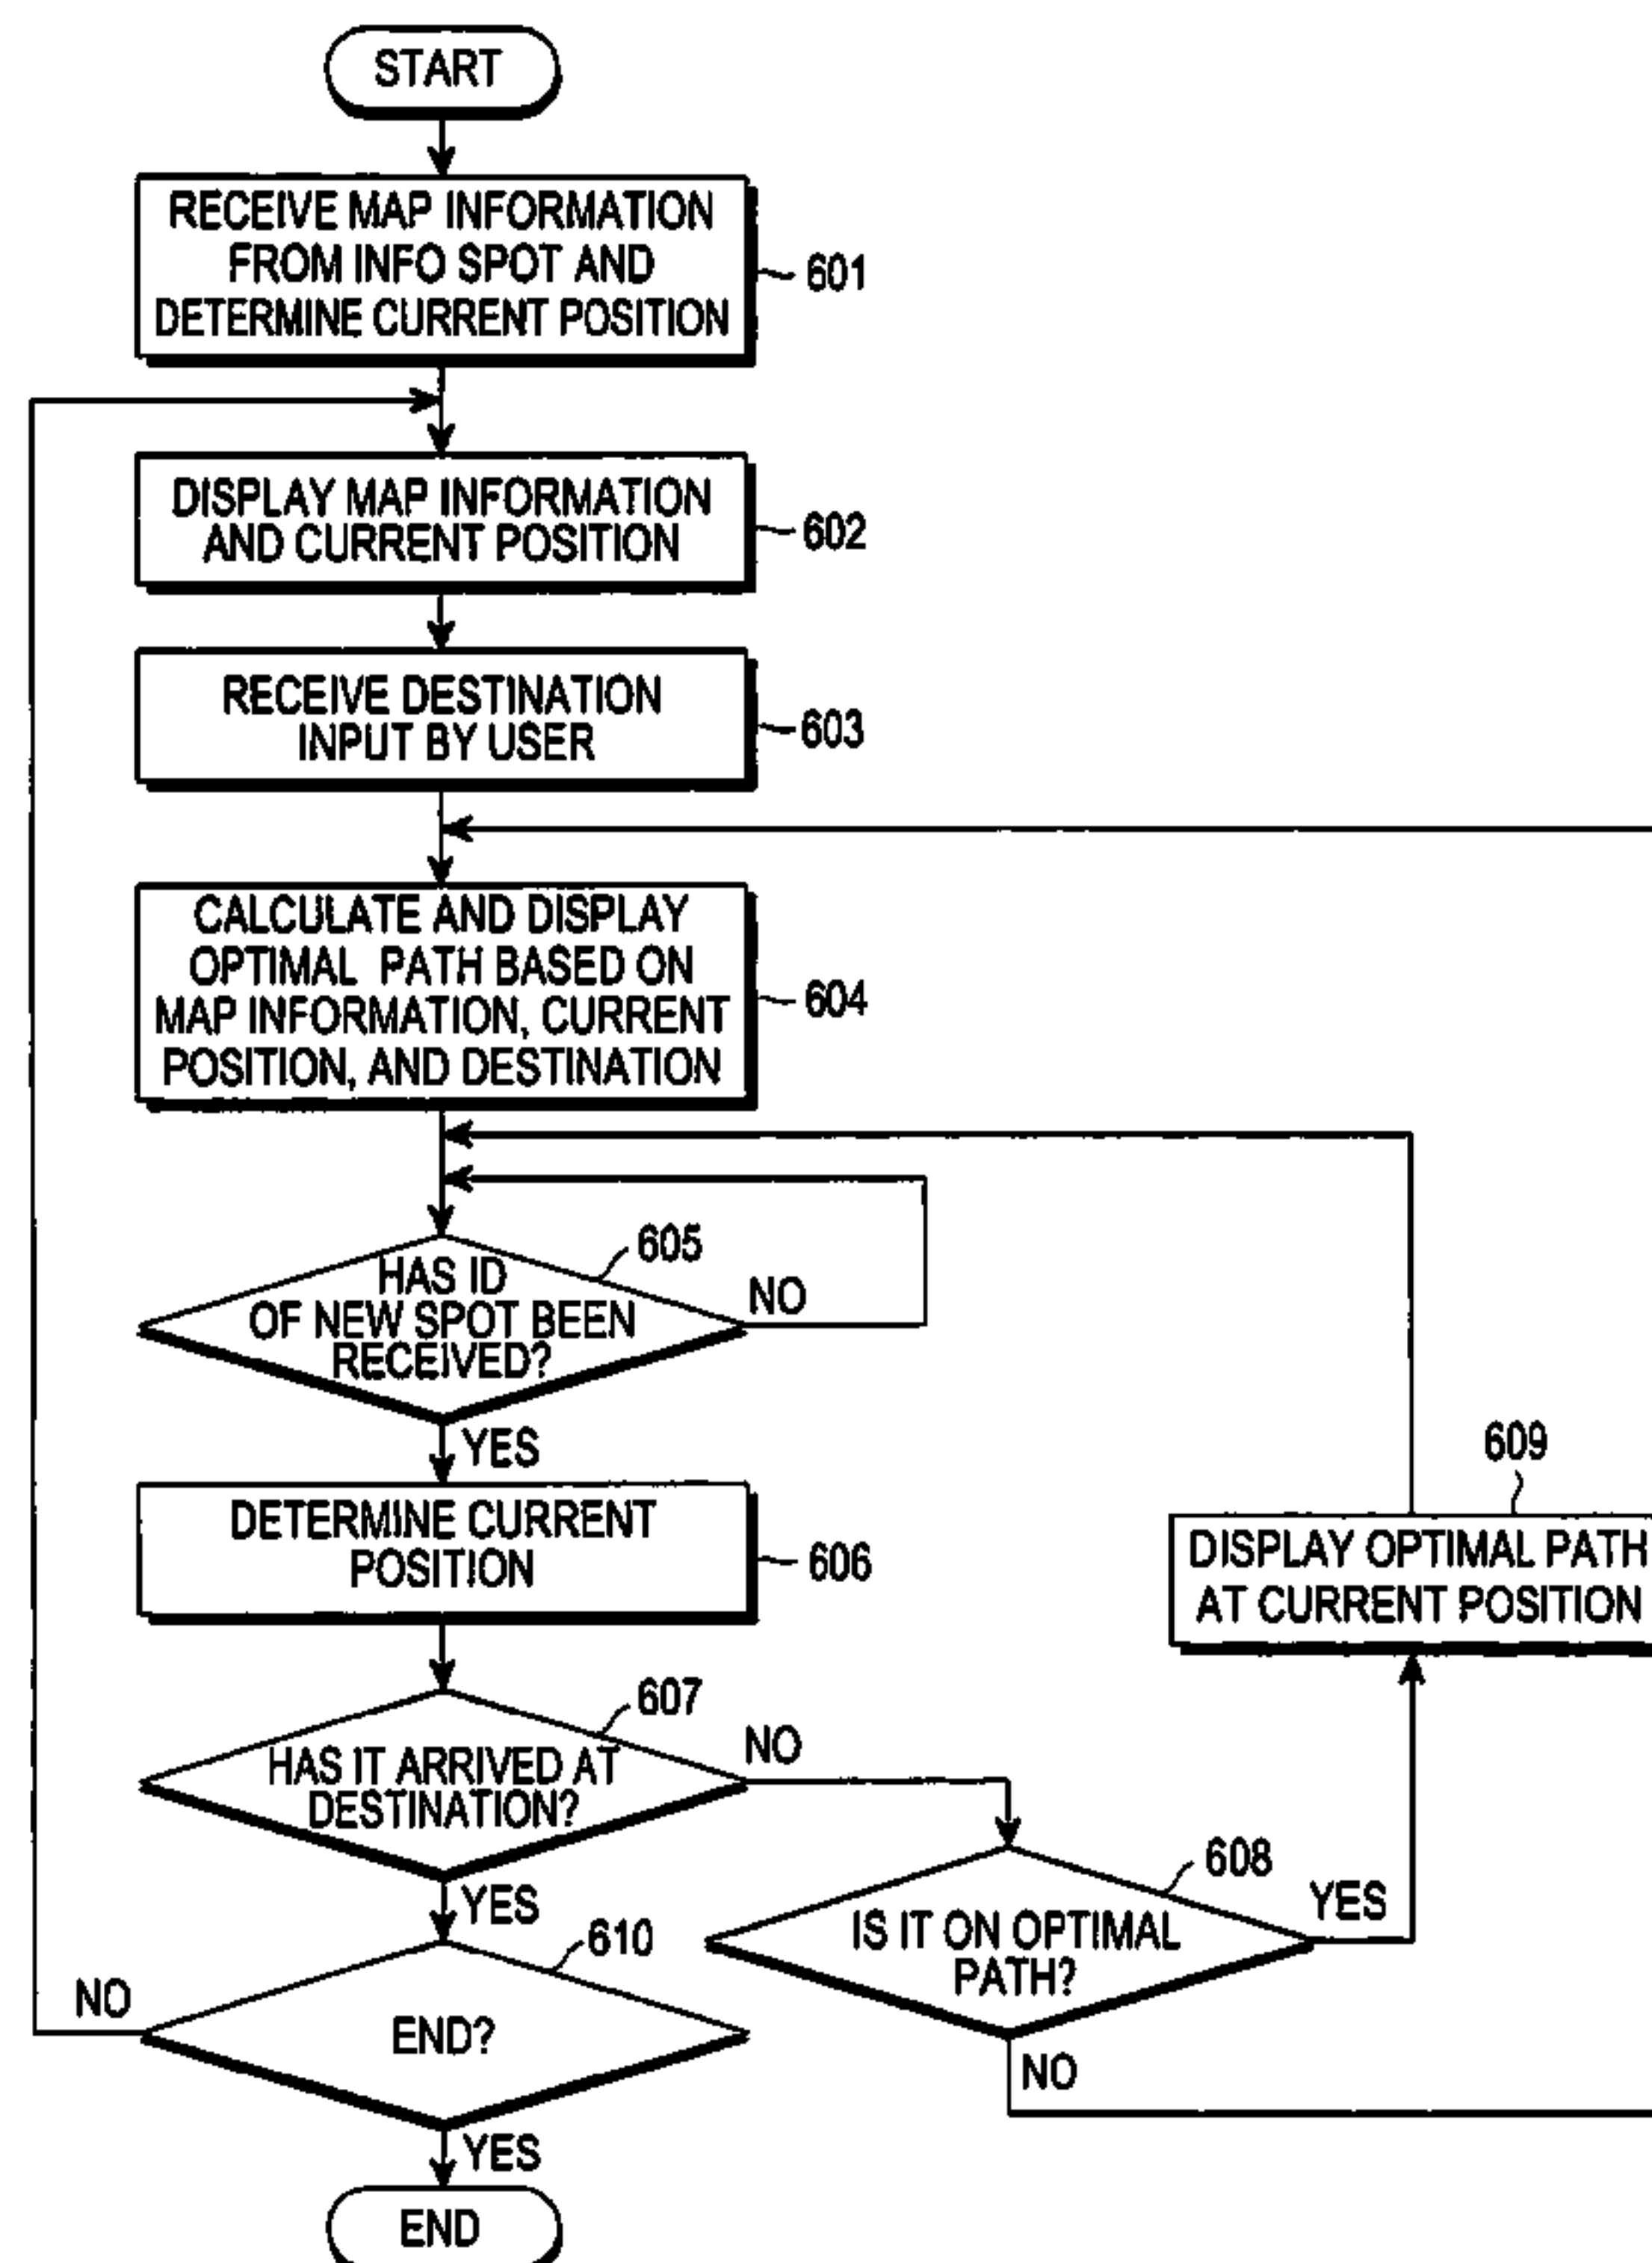 START
RECEIVE MAP INFORMATION
FROM INFO SPOT AND
DETERMINE CURRENT POSITION
601
DISPLAY MAP INFORMATION
AND CURRENT POSITION
602
RECEIVE DESTINATION
INPUT BY USER
603
CALCULATE AND DISPLAY
OPTIMAL PATH BASED ON
MAP INFORMATION, CURRENT
POSITION, AND DESTINATION
604
605
HAS ID
OF NEW SPOT BEEN
RECEIVED?
NO
YES
DETERMINE CURRENT
POSITION
606
607
HAS IT ARRIVED AT
DESTINATION?
NO
YES
608
IS IT ON OPTIMAL
PATH?
YES
NO
609
DISPLAY OPTIMAL PATH
AT CURRENT POSITION
610
END?
NO
YES
END